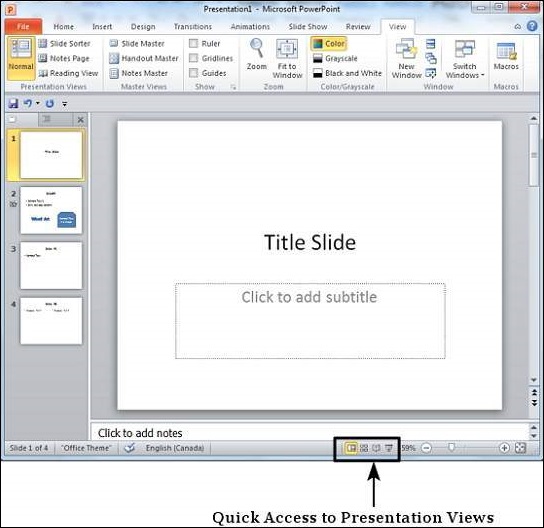 Presentation1 - Microsoft PowerPoint
File Home Insert Design Transitions Animations Slide Show Review View
Normal
Slide Sorter
Notes Page
Reading View
Presentation Views
Slide Master
Handout Master
Notes Master
Master Views
Ruler
Gridlines
Guides
Show
Zoom
Fit to
Window
Zoom
Color
Grayscale
Black and White
Color/Grayscale
New
Window
Switch
Windows
Window
Macros
Macros
1
Title Slide
2
Word Art
3
4
Title Slide
Click to add subtitle
Click to add notes
Slide 1 of 4 "Office Theme" English (Canada) 59%
Quick Access to Presentation Views